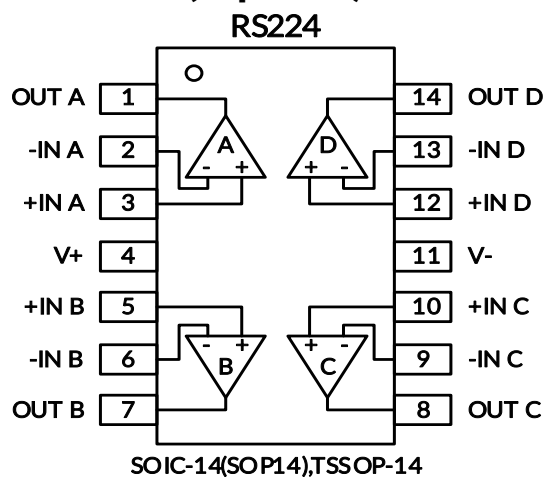 RS224
OUT A 1 14 OUT D
-IN A 2 A D 13 -IN D
- + + -
+IN A 3 12 +IN D
V+ 4 11 V-
+IN B 5 10 +IN C
- + + -
-IN B 6 B C 9 -IN C
OUT B 7 8 OUT C
SOIC-14(SOP14),TSSOP-14